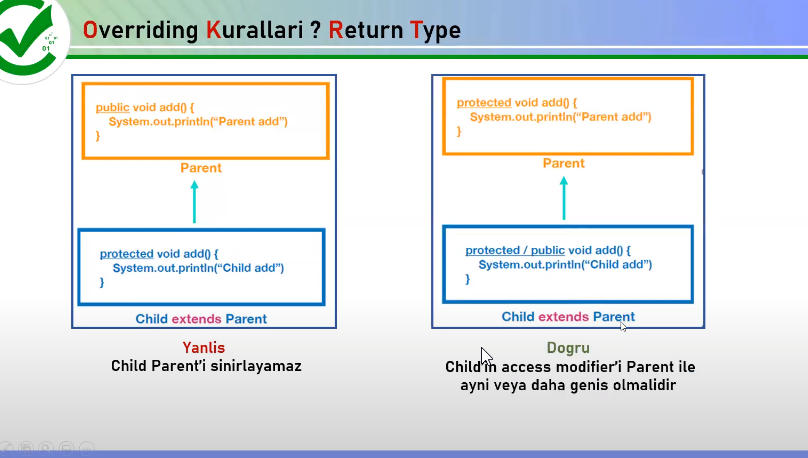 Overriding Kurallari ? Return Type
public void add() {
System.out.println(“Parent add”)
}
Parent
protected void add() {
System.out.println(“Child add”)
}
Child extends Parent
Yanlis
Child Parent’i sinirlayamaz
protected void add() {
System.out.println(“Parent add”)
}
Parent
protected / public void add() {
System.out.println(“Child add”)
}
Child extends Parent
Dogru
Child’in access modifier’i Parent ile
ayni veya daha genis olmalidir